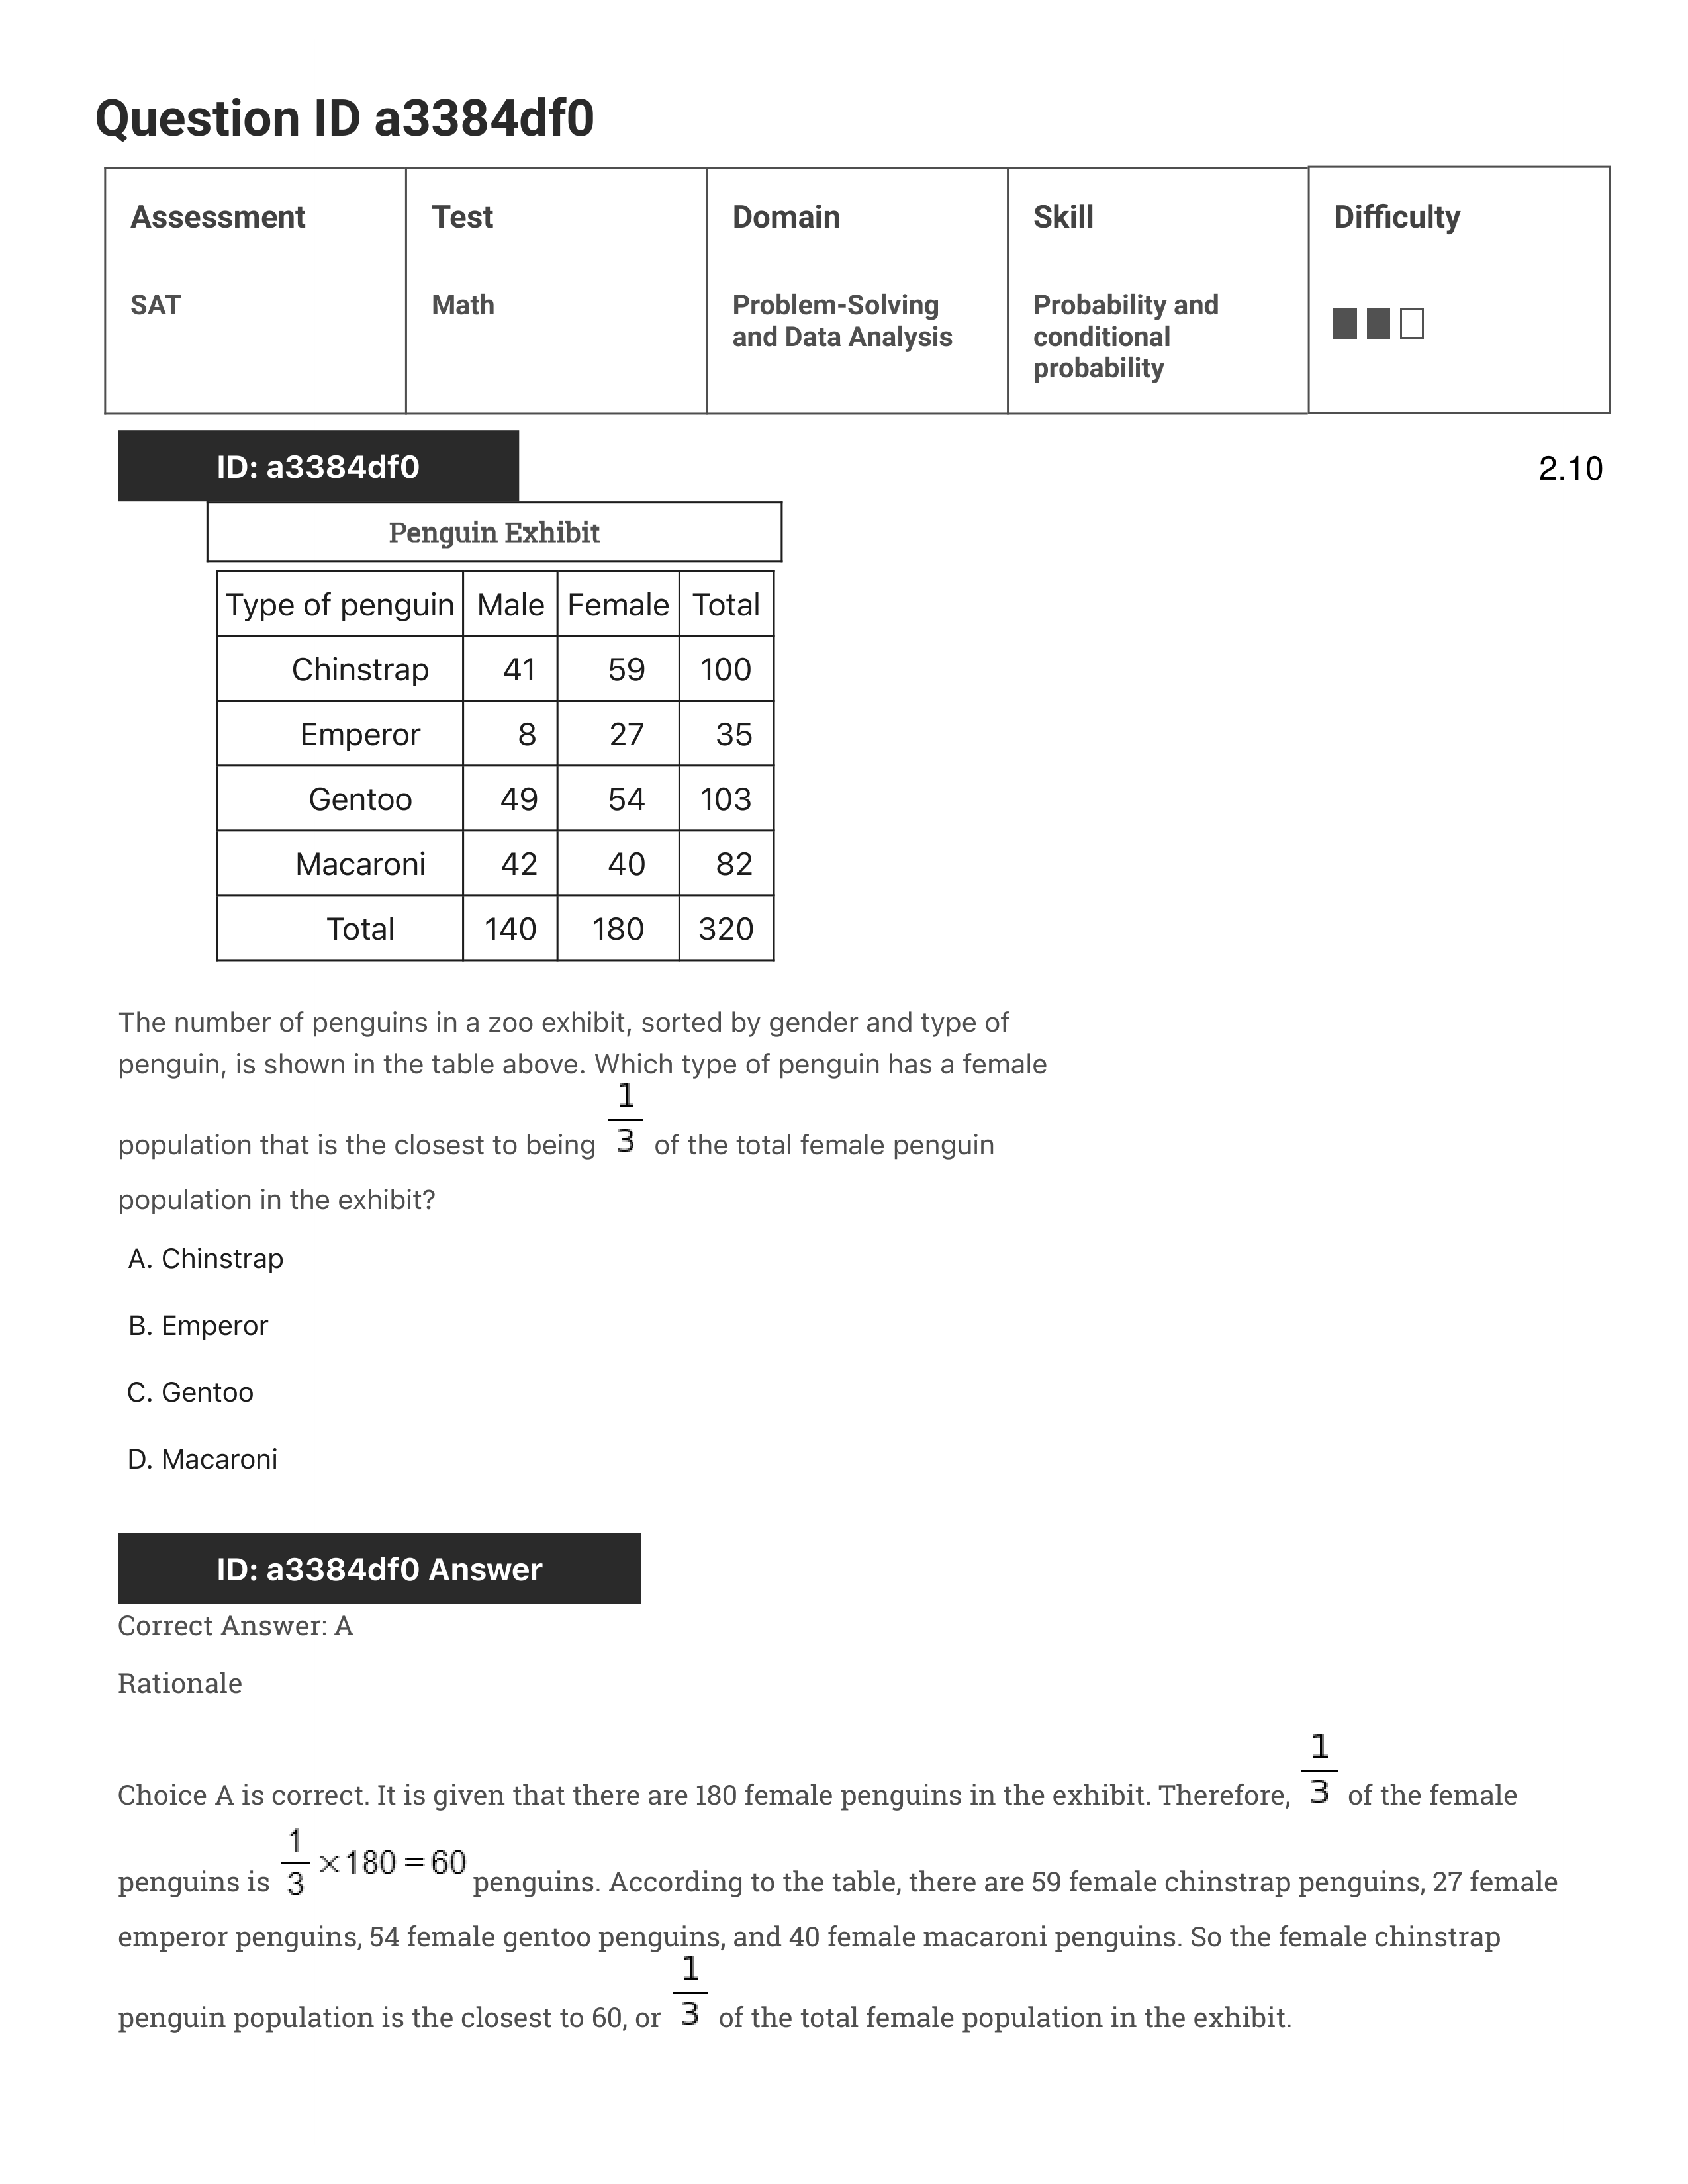 Question ID a3384df0
Assessment Test Domain Skill Difficulty
SAT Math Problem-Solving and Data Analysis Probability and conditional probability
ID: a3384df0
2.10
Penguin Exhibit
Type of penguin Male Female Total
Chinstrap 41 59 100
Emperor 8 27 35
Gentoo 49 54 103
Macaroni 42 40 82
Total 140 180 320
The number of penguins in a zoo exhibit, sorted by gender and type of
penguin, is shown in the table above. Which type of penguin has a female
population that is the closest to being 1/3 of the total female penguin
population in the exhibit?
A. Chinstrap
B. Emperor
C. Gentoo
D. Macaroni
ID: a3384df0 Answer
Correct Answer: A
Rationale
Choice A is correct. It is given that there are 180 female penguins in the exhibit. Therefore, 1/3 of the female
penguins is 1/3 × 180 = 60 penguins. According to the table, there are 59 female chinstrap penguins, 27 female
emperor penguins, 54 female gentoo penguins, and 40 female macaroni penguins. So the female chinstrap
penguin population is the closest to 60, or 1/3 of the total female population in the exhibit.